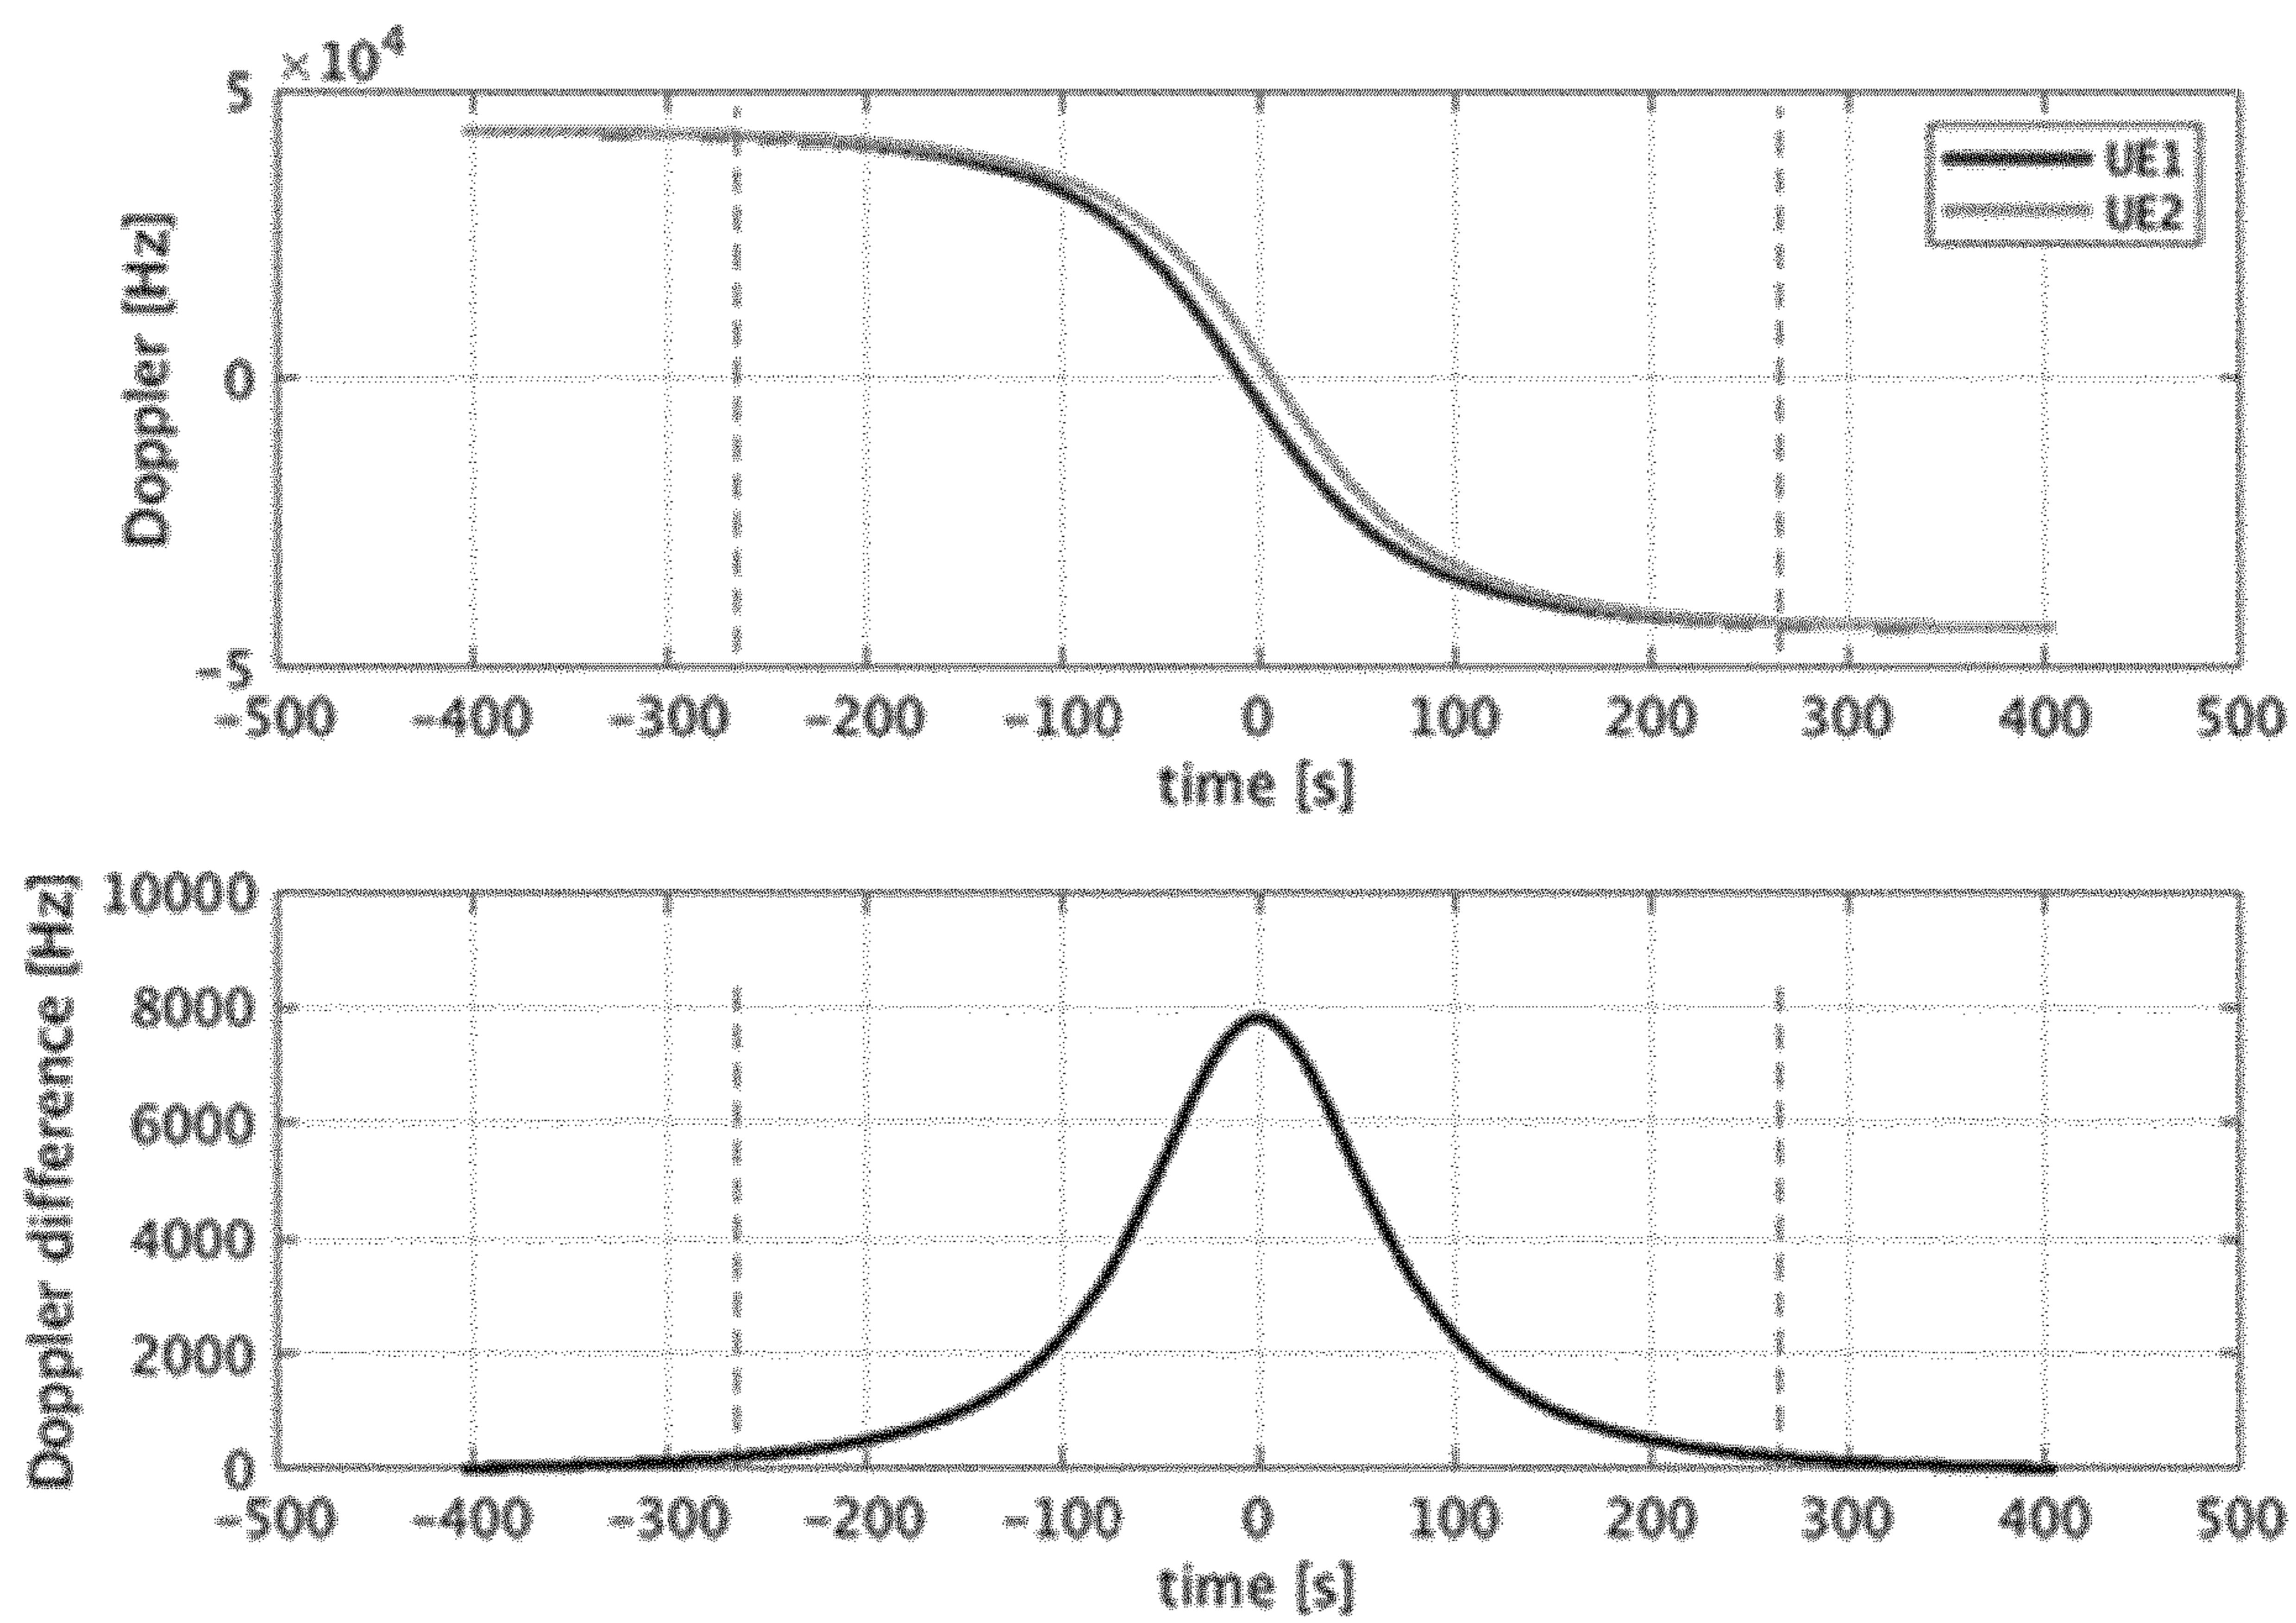 ×10⁴
5
0
-5
Doppler [Hz]
UE1
UE2
-500 -400 -300 -200 -100 0 100 200 300 400 500
time [s]
10000
8000
6000
4000
2000
0
Doppler difference [Hz]
-500 -400 -300 -200 -100 0 100 200 300 400 500
time [s]